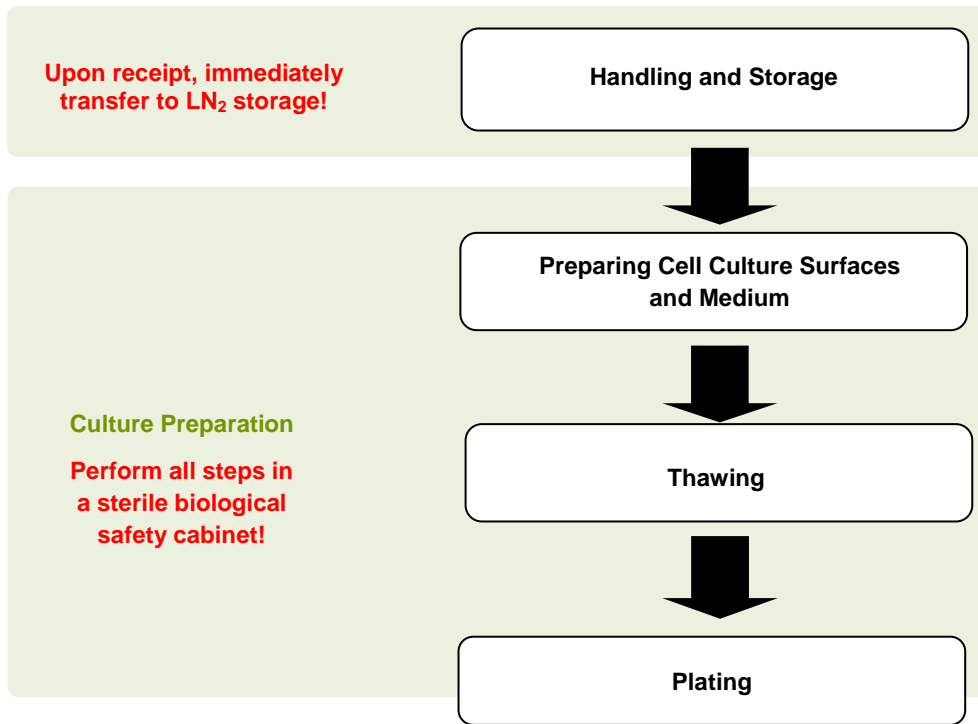 Upon receipt, immediately
transfer to LN₂ storage!
Handling and Storage
Preparing Cell Culture Surfaces
and Medium
Culture Preparation
Perform all steps in
a sterile biological
safety cabinet!
Thawing
Plating